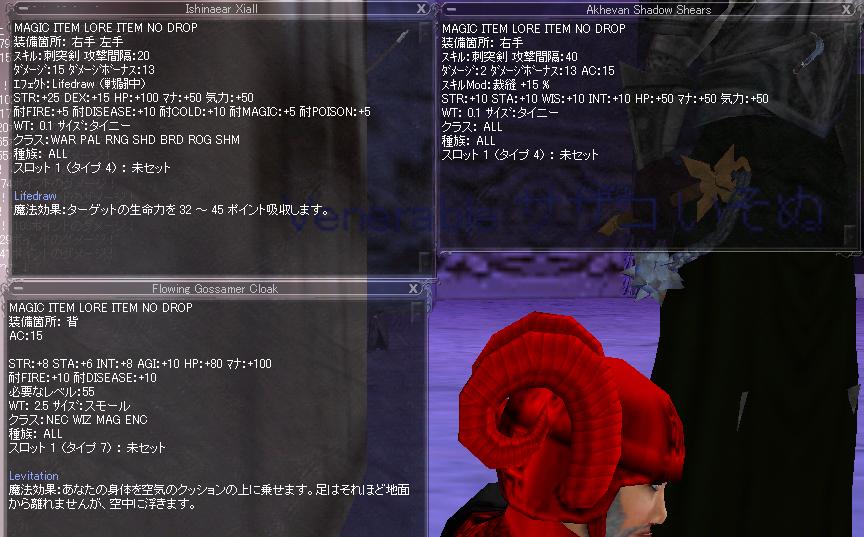 Ishinaear Xiall
MAGIC ITEM LORE ITEM NO DROP
装備箇所: 右手 左手
スキル:刺突剣 攻撃間隔:20
ダメージ:15 ダメージボーナス:13
エフェクト:Lifedraw (戦闘中)
STR:+25 DEX:+15 HP:+100 マナ:+50 気力:+50
耐FIRE:+5 耐DISEASE:+10 耐COLD:+10 耐MAGIC:+5 耐POISON:+5
WT: 0.1 サイズ:タイニー
クラス:WAR PAL RNG SHD BRD ROG SHM
種族: ALL
スロット 1 (タイプ 4) : 未セット
Lifedraw
魔法効果:ターゲットの生命力を 32 ～ 45 ポイント吸収します。
Akhevan Shadow Shears
MAGIC ITEM LORE ITEM NO DROP
装備箇所: 右手
スキル:刺突剣 攻撃間隔:40
ダメージ:2 ダメージボーナス:13 AC:15
スキルMod: 裁縫 +15 %
STR:+10 STA:+10 WIS:+10 INT:+10 HP:+50 マナ:+50 気力:+50
WT: 0.1 サイズ:タイニー
クラス: ALL
種族: ALL
スロット 1 (タイプ 4) : 未セット
Flowing Gossamer Cloak
MAGIC ITEM LORE ITEM NO DROP
装備箇所: 背
AC:15
STR:+8 STA:+6 INT:+8 AGI:+10 HP:+80 マナ:+100
耐FIRE:+10 耐DISEASE:+10
必要なレベル:55
WT: 2.5 サイズ:スモール
クラス:NEC WIZ MAG ENC
種族: ALL
スロット 1 (タイプ 7) : 未セット
Levitation
魔法効果:あなたの身体を空気のクッションの上に乗せます。足はそれほど地面
から離れませんが、空中に浮きます。